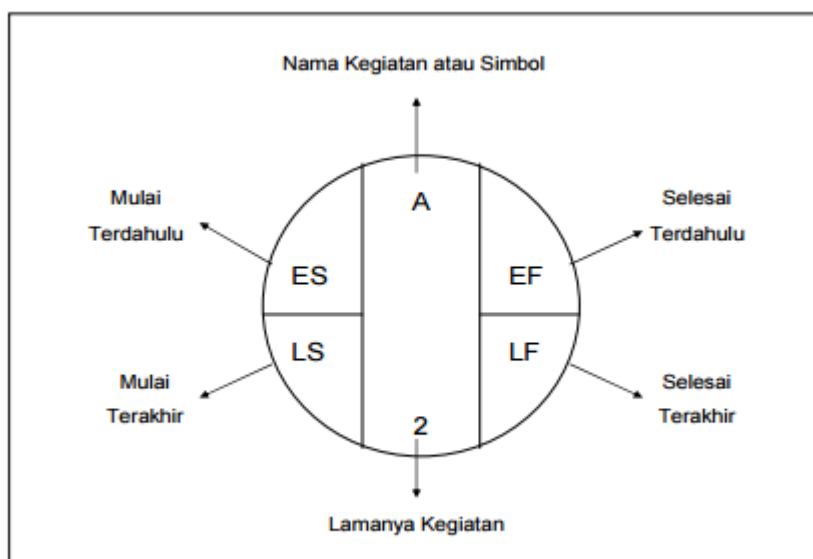 Nama Kegiatan atau Simbol
Mulai
Terdahulu
A
Selesai
Terdahulu
ES
EF
LS
LF
Mulai
Terakhir
2
Selesai
Terakhir
Lamanya Kegiatan